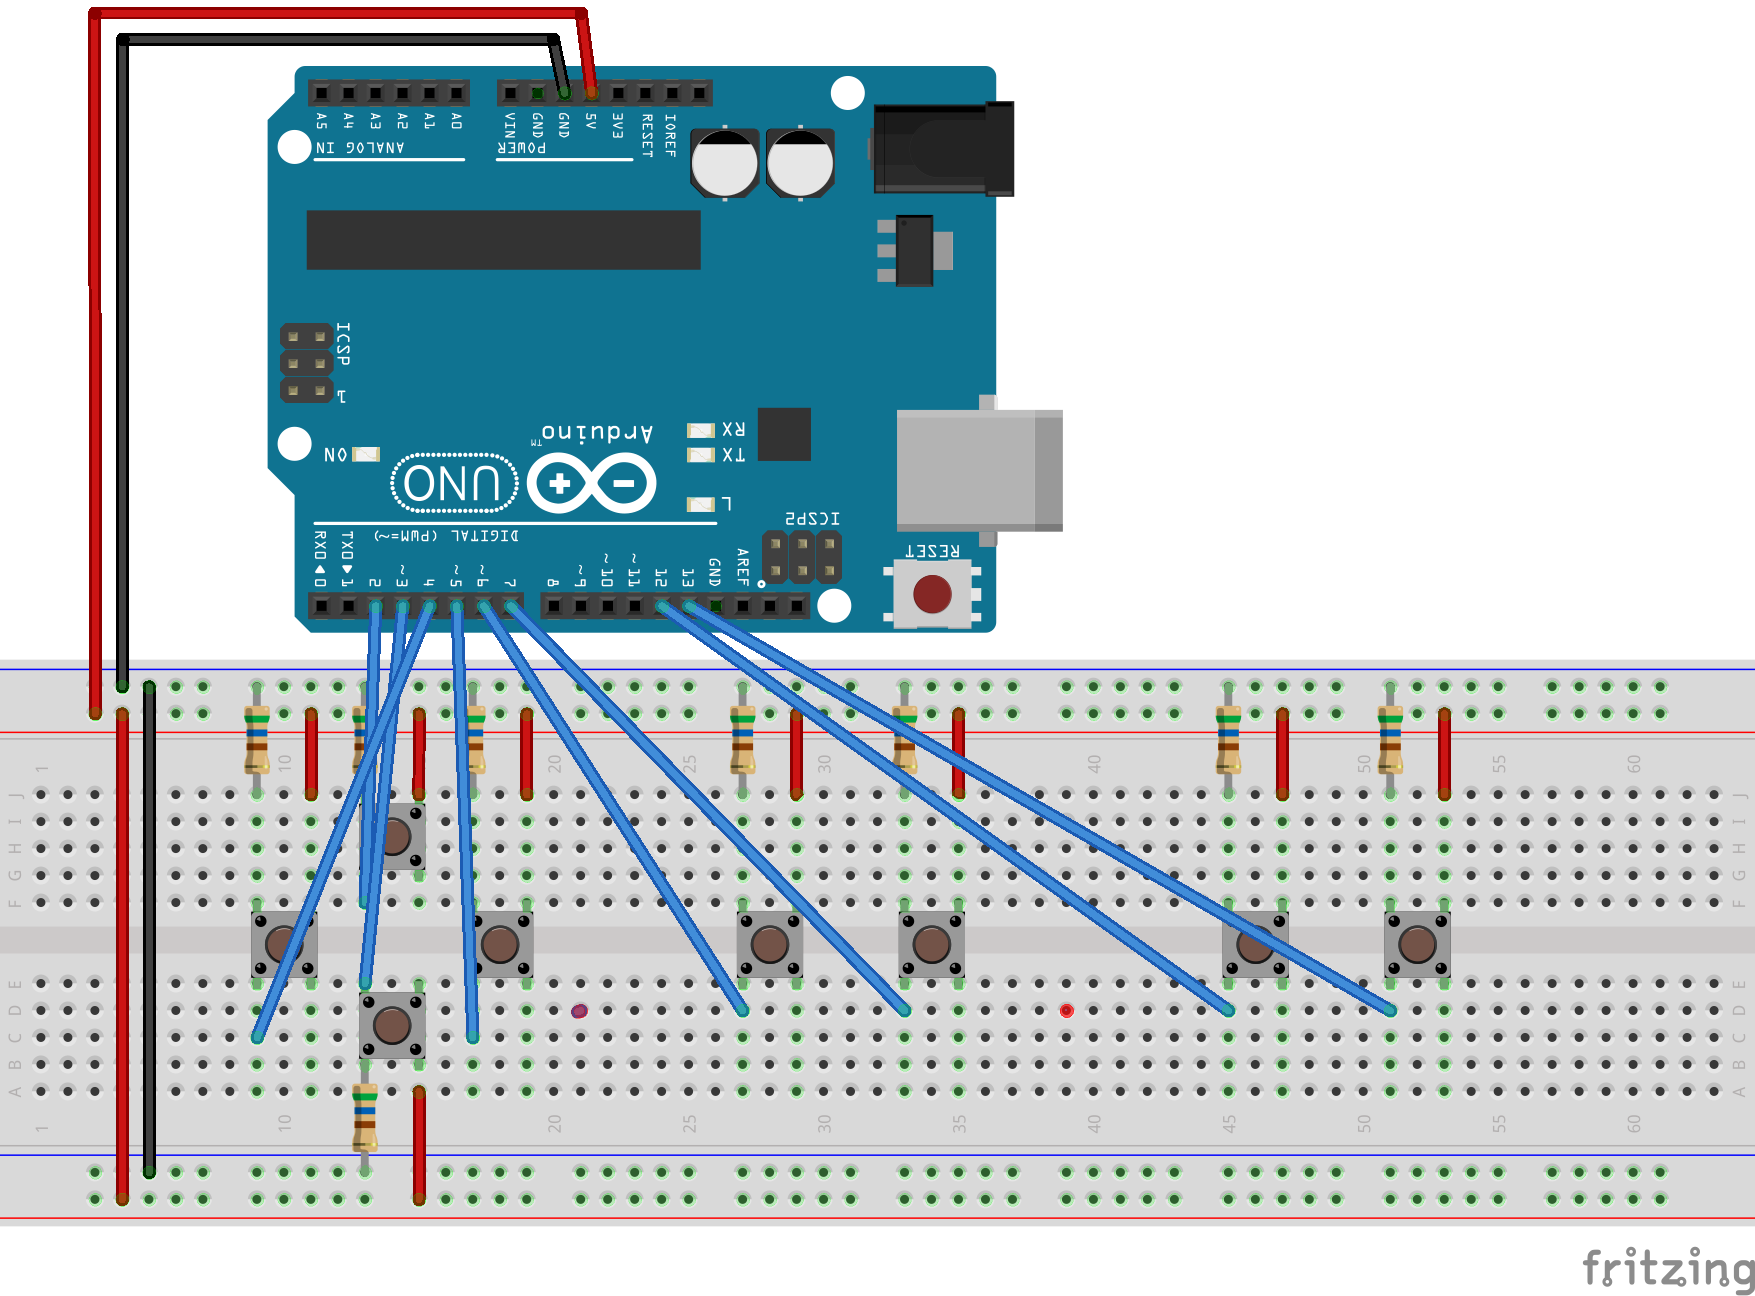 A5 A4 A3 A2 A1 A0
VIN GND GND 5V 3V3 RESET IOREF
ANALOG IN
POWER
ICSP
1
Arduino
TM
RX
TX
ON
UNO
L
ICSP2
DIGITAL (PWM=~)
RESET
RX0◀0 TX0▶1 2 ~3 4 ~5 ~6 7 8 ~9 ~10 ~11 12 13 GND AREF
1 10 20 25 30 35 40 45 50 55 60
J J
I I
H H
G G
F F
E E
D D
C C
B B
A A
1 10 20 25 30 35 40 45 50 55 60
fritzing